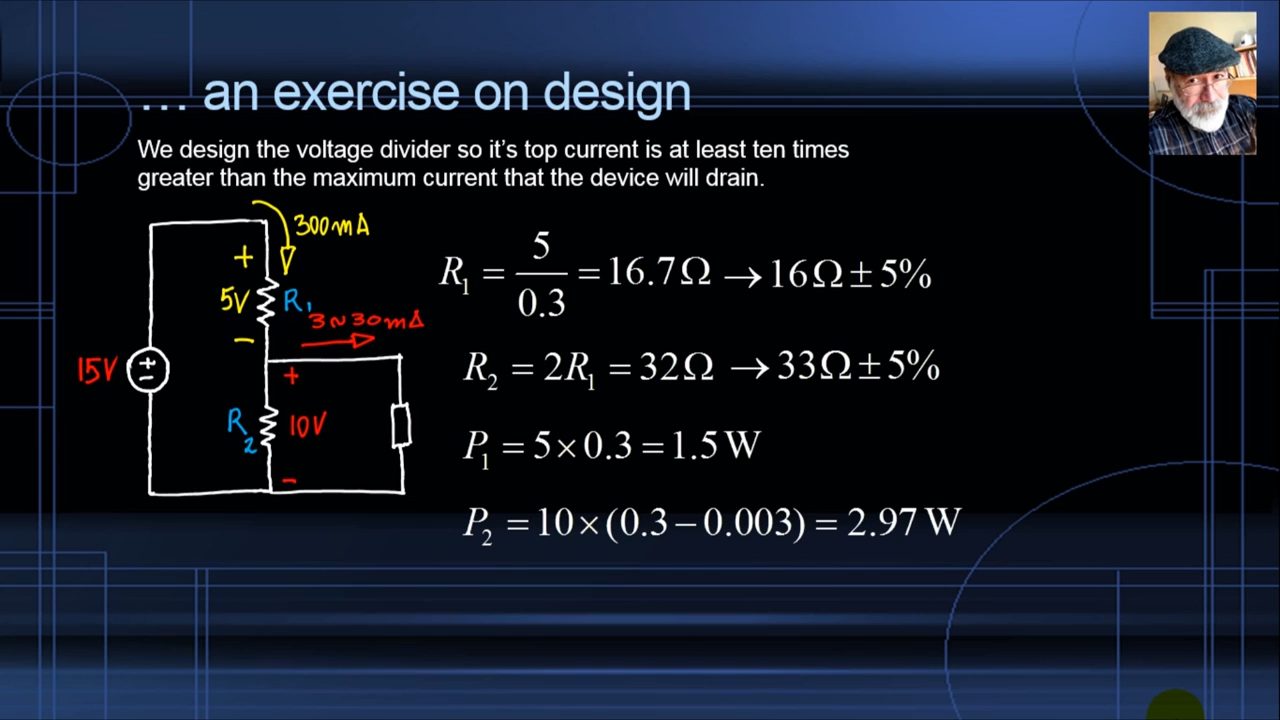 … an exercise on design
We design the voltage divider so it's top current is at least ten times
greater than the maximum current that the device will drain.
300mA
+
5V
R₁
−
3~30mA
15V
+
−
+
R₂
10V
−
R₁ = 5/0.3 = 16.7Ω → 16Ω ± 5%
R₂ = 2R₁ = 32Ω → 33Ω ± 5%
P₁ = 5×0.3 = 1.5 W
P₂ = 10×(0.3−0.003) = 2.97 W